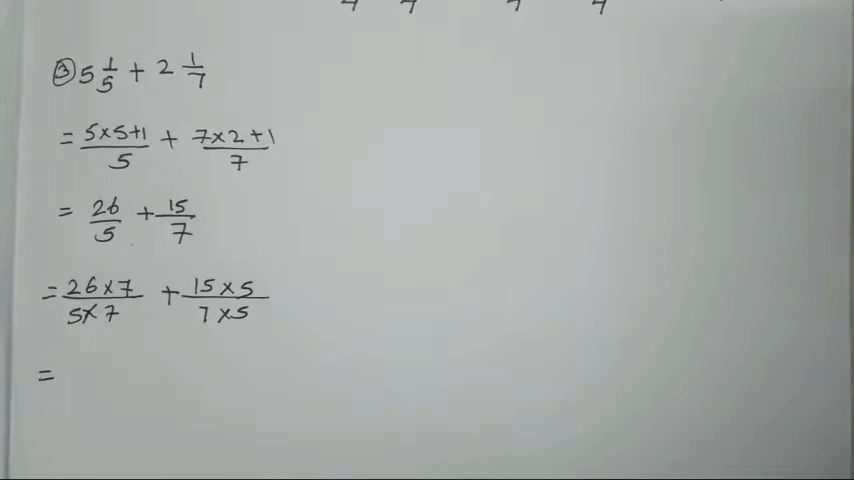 ③ 5 1/5 + 2 1/7
= (5×5+1)/5 + (7×2+1)/7
= 26/5 + 15/7
= (26×7)/(5×7) + (15×5)/(7×5)
=